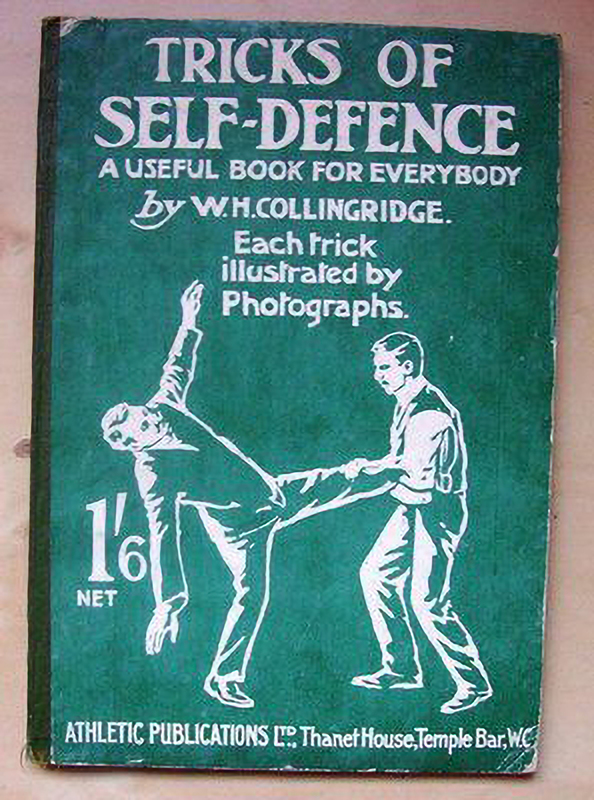 TRICKS OF
SELF-DEFENCE
A USEFUL BOOK FOR EVERYBODY
by W.H.COLLINGRIDGE.
Each trick
illustrated by
Photographs.
1'6
NET
ATHLETIC PUBLICATIONS LTD., Thanet House, Temple Bar, W.C.